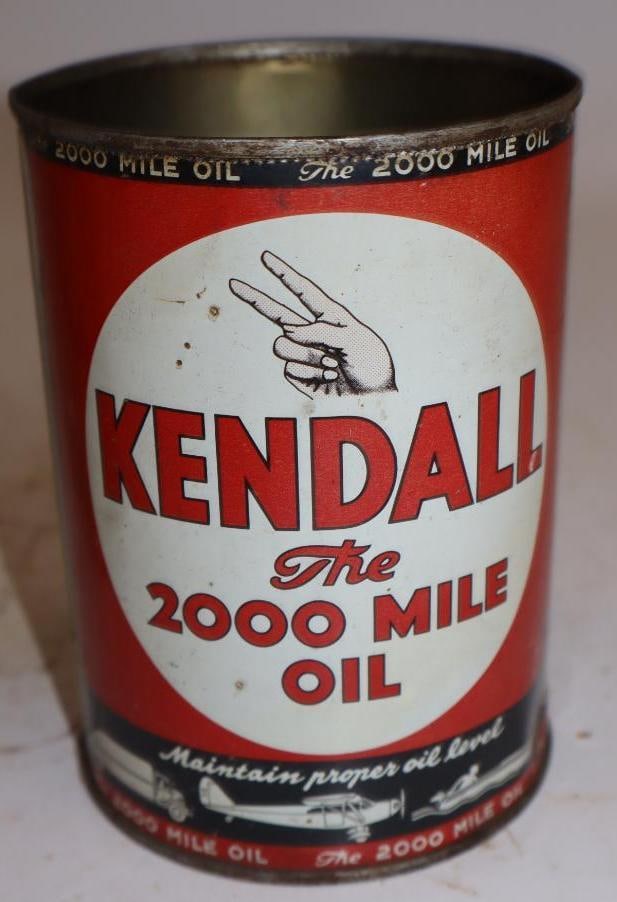 2000 MILE OIL The 2000 MILE OIL
KENDALL
The
2000 MILE
OIL
Maintain proper oil level
2000 MILE OIL The 2000 MILE OIL